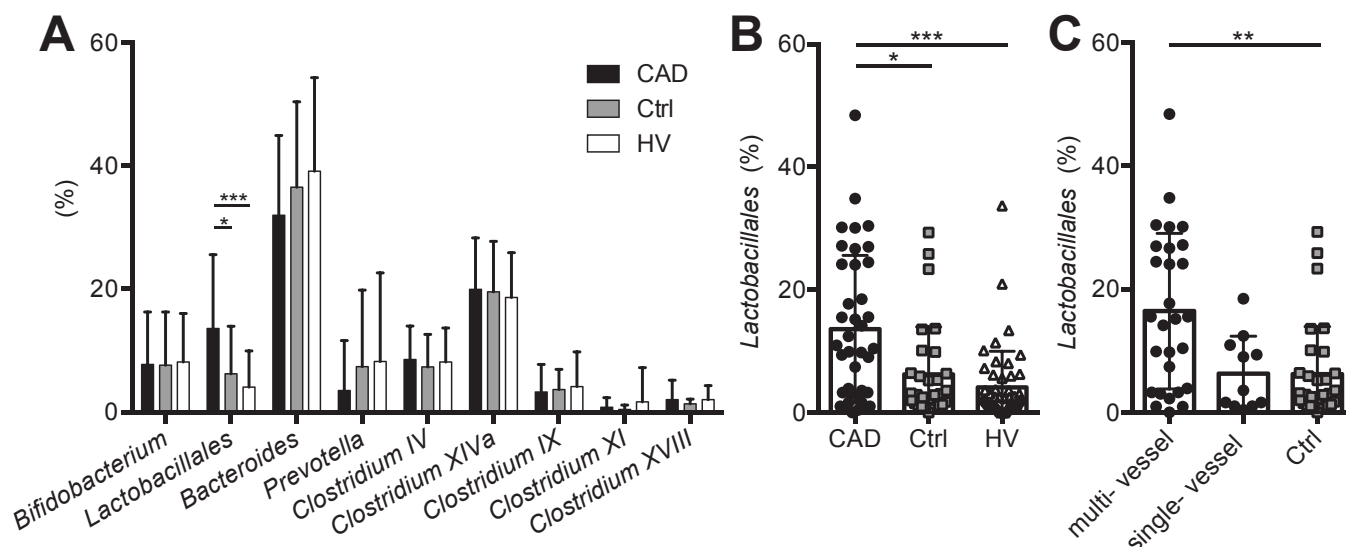 A
60
40
20
0
(%)
***
*
CAD
Ctrl
HV
Bifidobacterium
Lactobacillales
Bacteroides
Prevotella
Clostridium IV
Clostridium XIVa
Clostridium IX
Clostridium XI
Clostridium XVIII
B
60
40
20
0
Lactobacillales (%)
***
*
CAD
Ctrl
HV
C
60
40
20
0
Lactobacillales (%)
**
multi- vessel
single- vessel
Ctrl